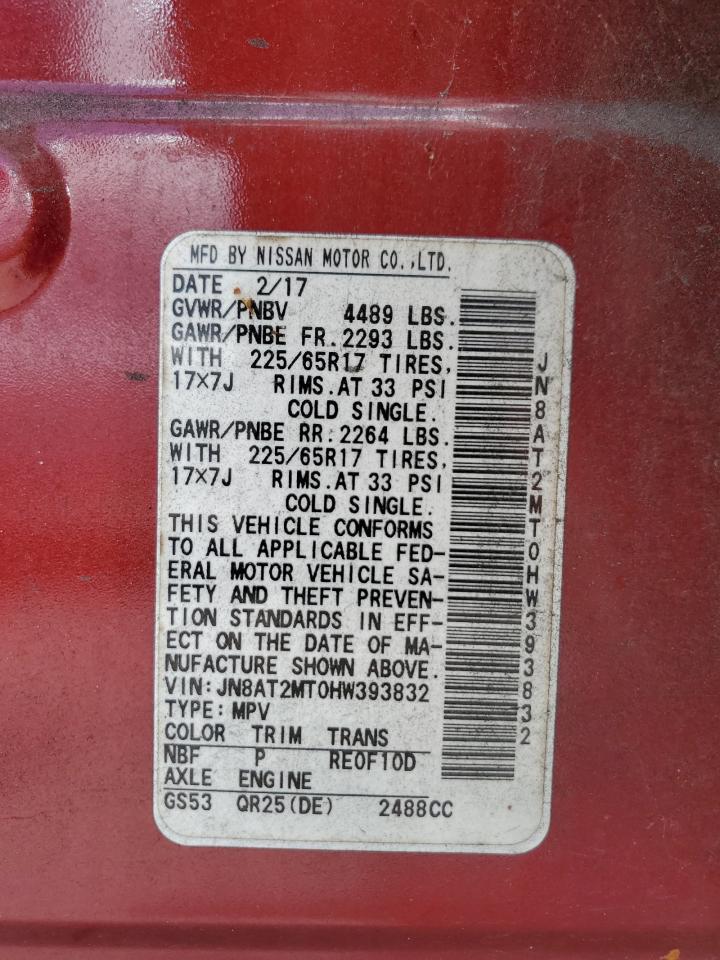 MFD BY NISSAN MOTOR CO.,LTD.
DATE 2/17
GVWR/PNBV 4489 LBS.
GAWR/PNBE FR.2293 LBS.
WITH 225/65R17 TIRES,
17X7J RIMS.AT 33 PSI
COLD SINGLE.
GAWR/PNBE RR.2264 LBS.
WITH 225/65R17 TIRES,
17X7J RIMS.AT 33 PSI
COLD SINGLE.
THIS VEHICLE CONFORMS
TO ALL APPLICABLE FED-
ERAL MOTOR VEHICLE SA-
FETY AND THEFT PREVEN-
TION STANDARDS IN EFF-
ECT ON THE DATE OF MA-
NUFACTURE SHOWN ABOVE.
VIN:JN8AT2MT0HW393832
TYPE:MPV
COLOR TRIM TRANS
NBF P RE0F10D
AXLE ENGINE
GS53 QR25(DE) 2488CC
JN8AT2MT0HW393832